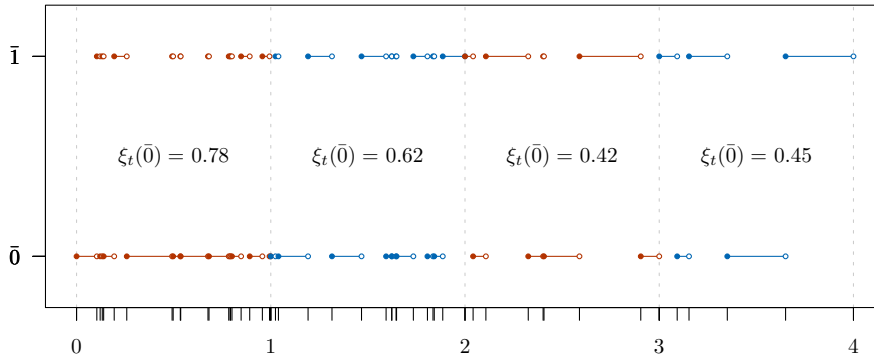 1̄
ξₜ(0̄) = 0.78 ξₜ(0̄) = 0.62 ξₜ(0̄) = 0.42 ξₜ(0̄) = 0.45
0̄
0 1 2 3 4